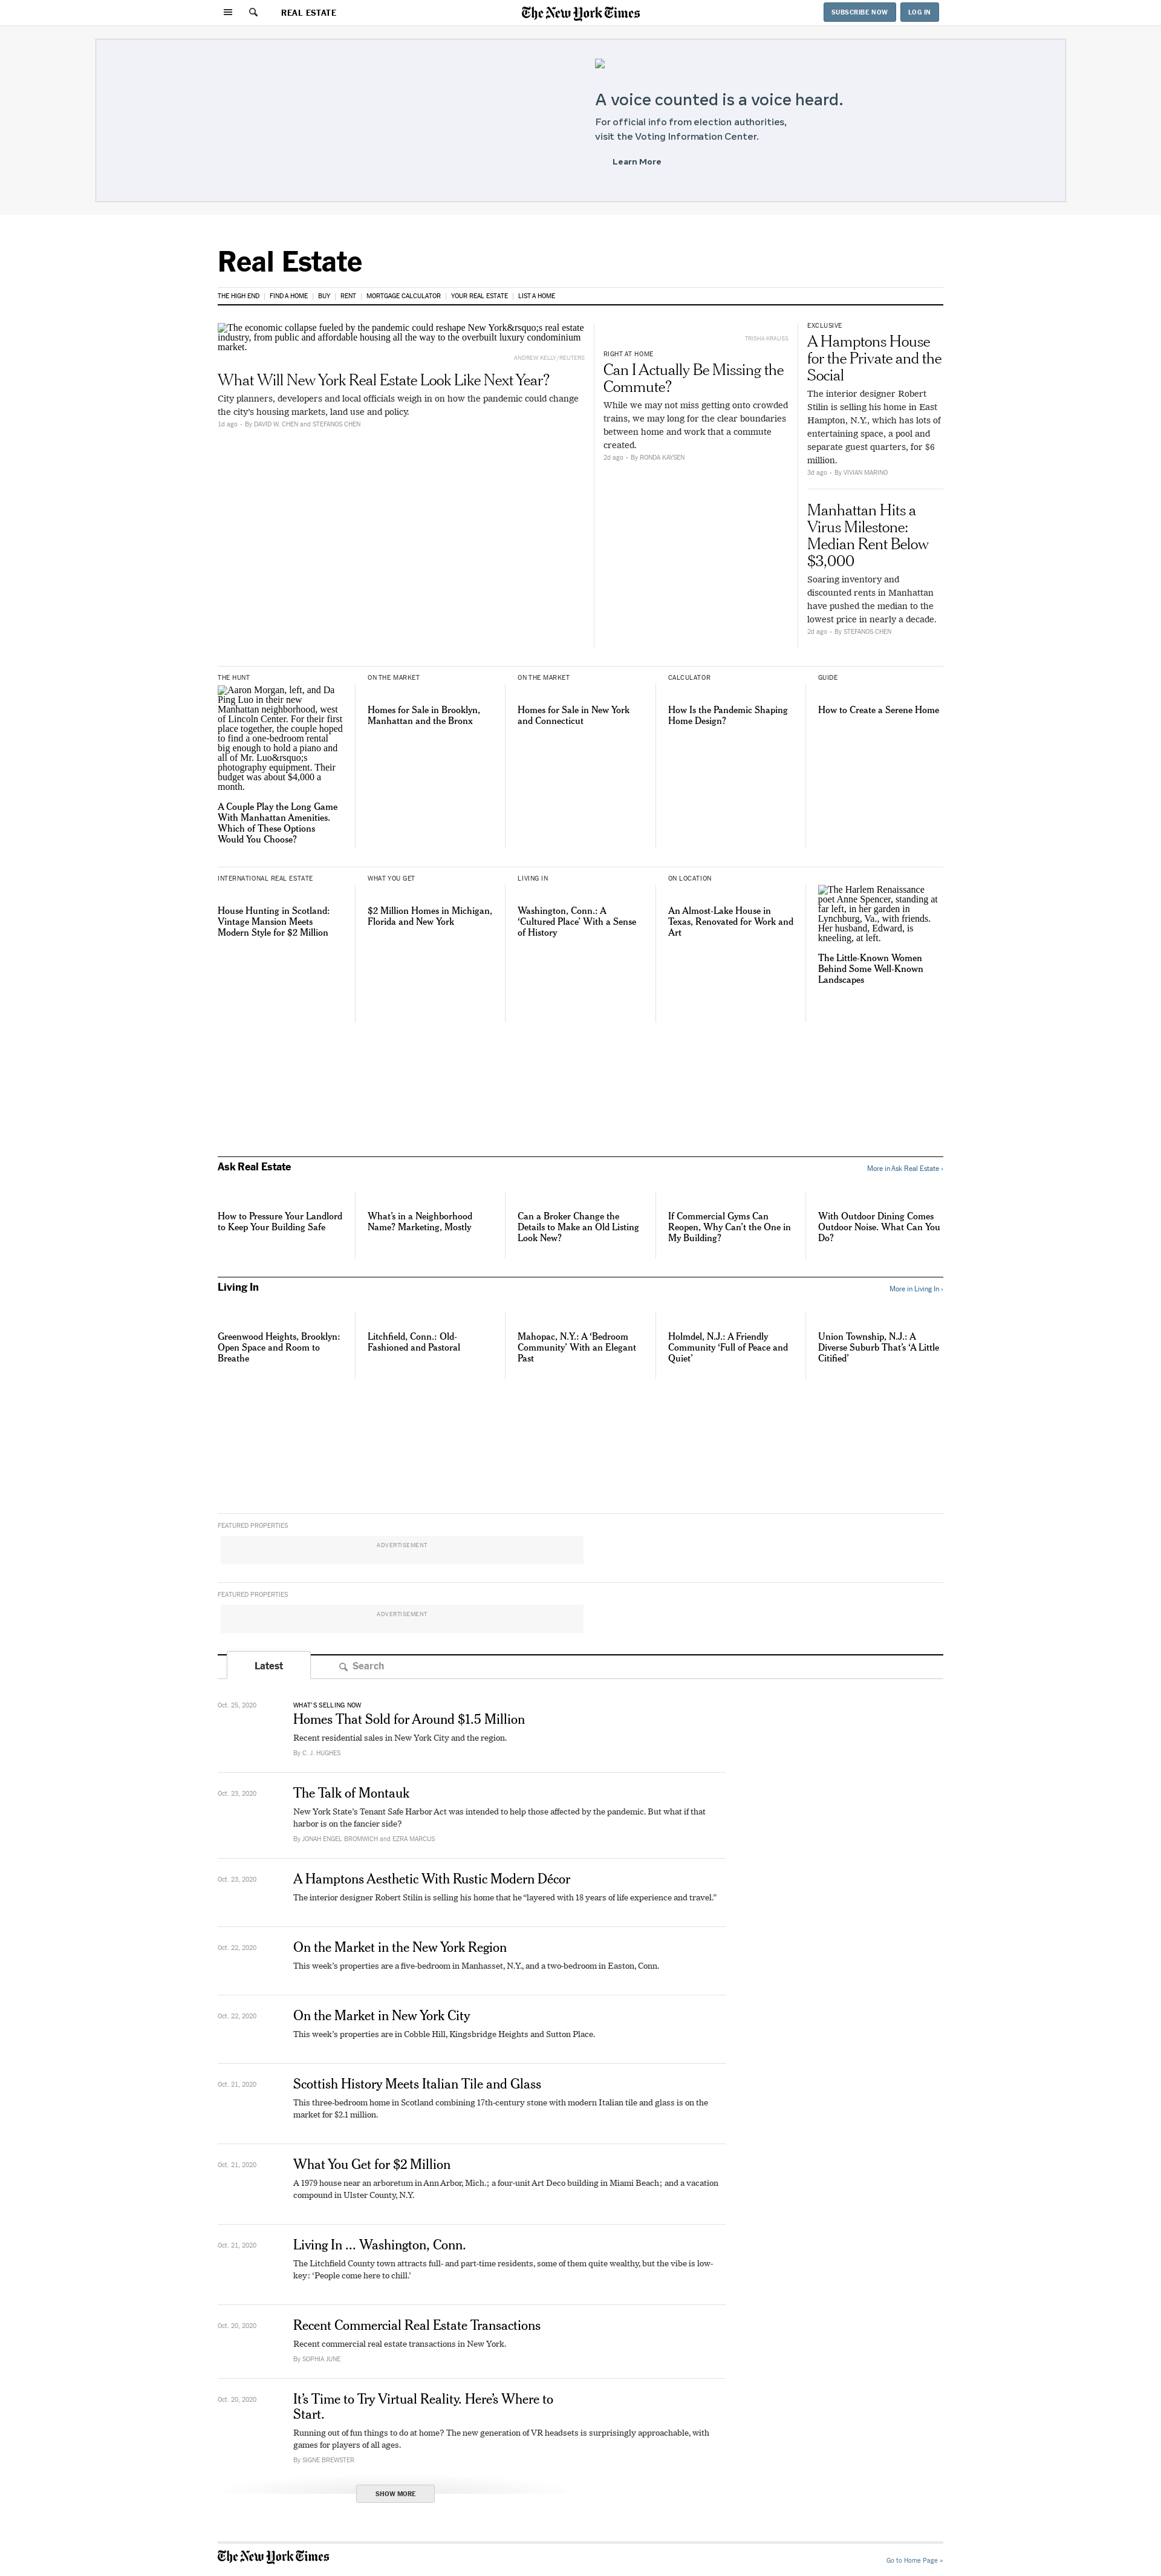 REAL ESTATE
The New York Times
SUBSCRIBE NOW
LOG IN
A voice counted is a voice heard.
For official info from election authorities,
visit the Voting Information Center.
Learn More
Real Estate
THE HIGH END | FIND A HOME | BUY | RENT | MORTGAGE CALCULATOR | YOUR REAL ESTATE | LIST A HOME
The economic collapse fueled by the pandemic could reshape New York&rsquo;s real estate
industry, from public and affordable housing all the way to the overbuilt luxury condominium
market.
ANDREW KELLY/REUTERS
What Will New York Real Estate Look Like Next Year?
City planners, developers and local officials weigh in on how the pandemic could change
the city's housing markets, land use and policy.
1d ago • By DAVID W. CHEN and STEFANOS CHEN
TRISHA KRAUSS
RIGHT AT HOME
Can I Actually Be Missing the
Commute?
While we may not miss getting onto crowded
trains, we may long for the clear boundaries
between home and work that a commute
created.
2d ago • By RONDA KAYSEN
EXCLUSIVE
A Hamptons House
for the Private and the
Social
The interior designer Robert
Stilin is selling his home in East
Hampton, N.Y., which has lots of
entertaining space, a pool and
separate guest quarters, for $6
million.
3d ago • By VIVIAN MARINO
Manhattan Hits a
Virus Milestone:
Median Rent Below
$3,000
Soaring inventory and
discounted rents in Manhattan
have pushed the median to the
lowest price in nearly a decade.
2d ago • By STEFANOS CHEN
THE HUNT
Aaron Morgan, left, and Da
Ping Luo in their new
Manhattan neighborhood, west
of Lincoln Center. For their first
place together, the couple hoped
to find a one-bedroom rental
big enough to hold a piano and
all of Mr. Luo&rsquo;s
photography equipment. Their
budget was about $4,000 a
month.
A Couple Play the Long Game
With Manhattan Amenities.
Which of These Options
Would You Choose?
ON THE MARKET
Homes for Sale in Brooklyn,
Manhattan and the Bronx
ON THE MARKET
Homes for Sale in New York
and Connecticut
CALCULATOR
How Is the Pandemic Shaping
Home Design?
GUIDE
How to Create a Serene Home
INTERNATIONAL REAL ESTATE
House Hunting in Scotland:
Vintage Mansion Meets
Modern Style for $2 Million
WHAT YOU GET
$2 Million Homes in Michigan,
Florida and New York
LIVING IN
Washington, Conn.: A
‘Cultured Place’ With a Sense
of History
ON LOCATION
An Almost-Lake House in
Texas, Renovated for Work and
Art
The Harlem Renaissance
poet Anne Spencer, standing at
far left, in her garden in
Lynchburg, Va., with friends.
Her husband, Edward, is
kneeling, at left.
The Little-Known Women
Behind Some Well-Known
Landscapes
Ask Real Estate
More in Ask Real Estate ›
How to Pressure Your Landlord
to Keep Your Building Safe
What’s in a Neighborhood
Name? Marketing, Mostly
Can a Broker Change the
Details to Make an Old Listing
Look New?
If Commercial Gyms Can
Reopen, Why Can’t the One in
My Building?
With Outdoor Dining Comes
Outdoor Noise. What Can You
Do?
Living In
More in Living In ›
Greenwood Heights, Brooklyn:
Open Space and Room to
Breathe
Litchfield, Conn.: Old-
Fashioned and Pastoral
Mahopac, N.Y.: A ‘Bedroom
Community’ With an Elegant
Past
Holmdel, N.J.: A Friendly
Community ‘Full of Peace and
Quiet’
Union Township, N.J.: A
Diverse Suburb That’s ‘A Little
Citified’
FEATURED PROPERTIES
ADVERTISEMENT
FEATURED PROPERTIES
ADVERTISEMENT
Latest
Search
Oct. 25, 2020
WHAT’S SELLING NOW
Homes That Sold for Around $1.5 Million
Recent residential sales in New York City and the region.
By C. J. HUGHES
Oct. 23, 2020
The Talk of Montauk
New York State’s Tenant Safe Harbor Act was intended to help those affected by the pandemic. But what if that
harbor is on the fancier side?
By JONAH ENGEL BROMWICH and EZRA MARCUS
Oct. 23, 2020
A Hamptons Aesthetic With Rustic Modern Décor
The interior designer Robert Stilin is selling his home that he “layered with 18 years of life experience and travel.”
Oct. 22, 2020
On the Market in the New York Region
This week’s properties are a five-bedroom in Manhasset, N.Y., and a two-bedroom in Easton, Conn.
Oct. 22, 2020
On the Market in New York City
This week’s properties are in Cobble Hill, Kingsbridge Heights and Sutton Place.
Oct. 21, 2020
Scottish History Meets Italian Tile and Glass
This three-bedroom home in Scotland combining 17th-century stone with modern Italian tile and glass is on the
market for $2.1 million.
Oct. 21, 2020
What You Get for $2 Million
A 1979 house near an arboretum in Ann Arbor, Mich.; a four-unit Art Deco building in Miami Beach; and a vacation
compound in Ulster County, N.Y.
Oct. 21, 2020
Living In ... Washington, Conn.
The Litchfield County town attracts full- and part-time residents, some of them quite wealthy, but the vibe is low-
key: ‘People come here to chill.’
Oct. 20, 2020
Recent Commercial Real Estate Transactions
Recent commercial real estate transactions in New York.
By SOPHIA JUNE
Oct. 20, 2020
It’s Time to Try Virtual Reality. Here’s Where to
Start.
Running out of fun things to do at home? The new generation of VR headsets is surprisingly approachable, with
games for players of all ages.
By SIGNE BREWSTER
SHOW MORE
The New York Times
Go to Home Page »